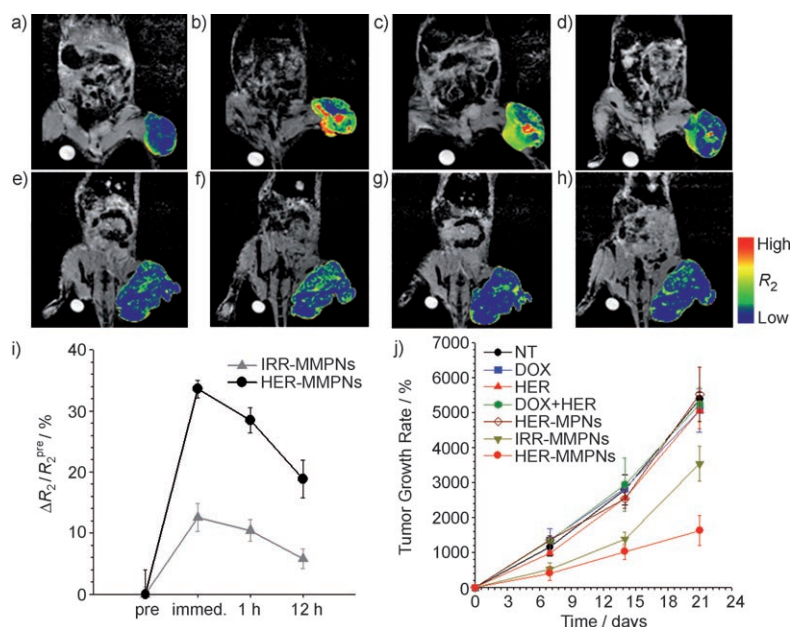 a)
b)
c)
d)
e)
f)
g)
h)
High
R2
Low
i)
40
30
20
10
0
ΔR2/R2^pre / %
IRR-MMPNs
HER-MMPNs
pre
immed.
1 h
12 h
j)
7000
6000
5000
4000
3000
2000
1000
0
Tumor Growth Rate / %
NT
DOX
HER
DOX+HER
HER-MPNs
IRR-MMPNs
HER-MMPNs
0
3
6
9
12
15
18
21
24
Time / days